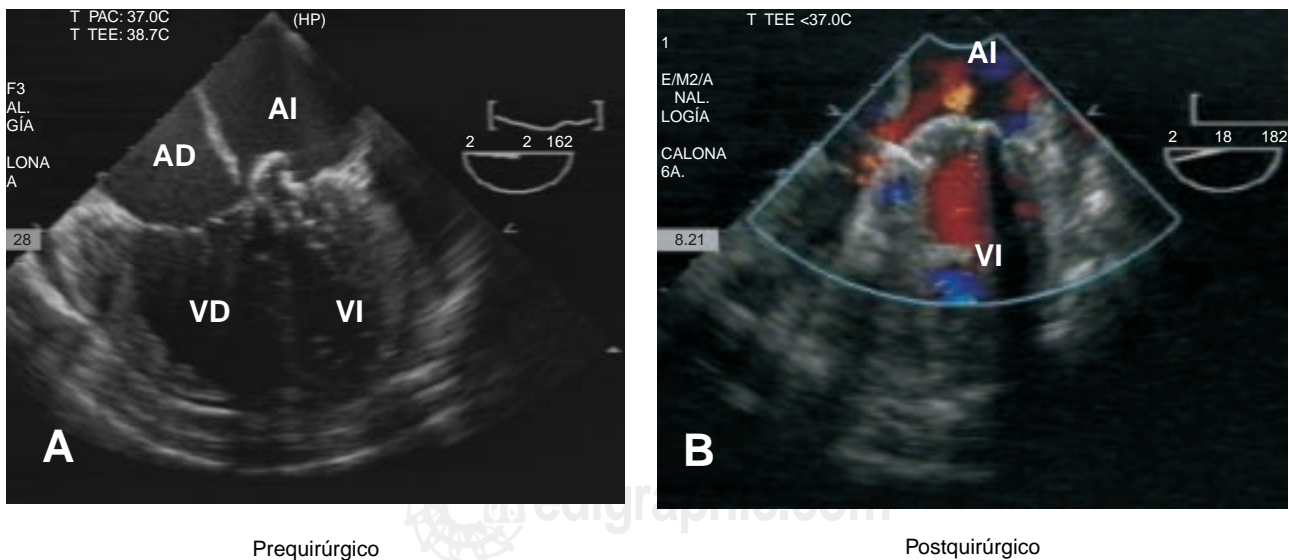 T PAC: 37.0C
T TEE: 38.7C
(HP)
F3
AL.
GÍA
LONA
A
AI
AD
2 2 162
28
VD
VI
A
Prequirúrgico
T TEE <37.0C
1
AI
E/M2/A
NAL.
LOGÍA
CALONA
6A.
2 18 182
8.21
VI
B
Postquirúrgico